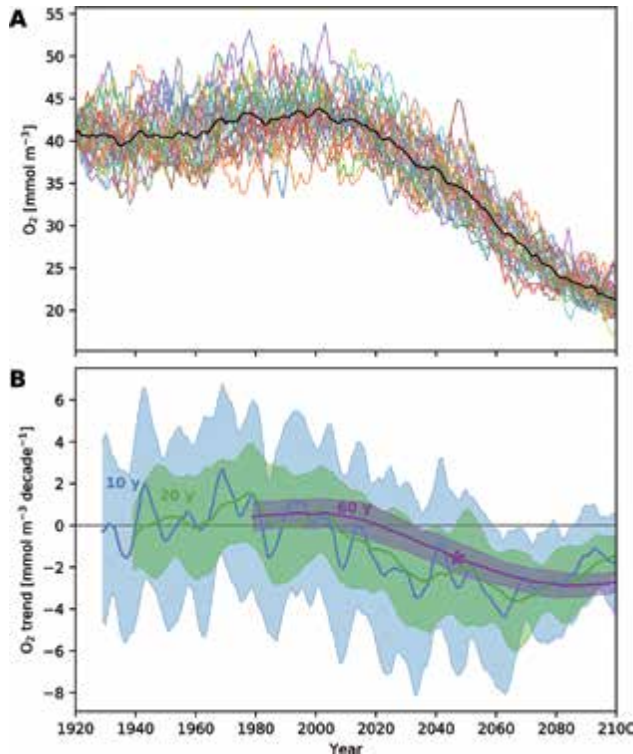 A
55
50
45
40
35
30
25
20
O₂ [mmol m⁻³]
B
6
4
2
0
−2
−4
−6
−8
O₂ trend [mmol m⁻³ decade⁻¹]
10 y
20 y
60 y
1920 1940 1960 1980 2000 2020 2040 2060 2080 2100
Year